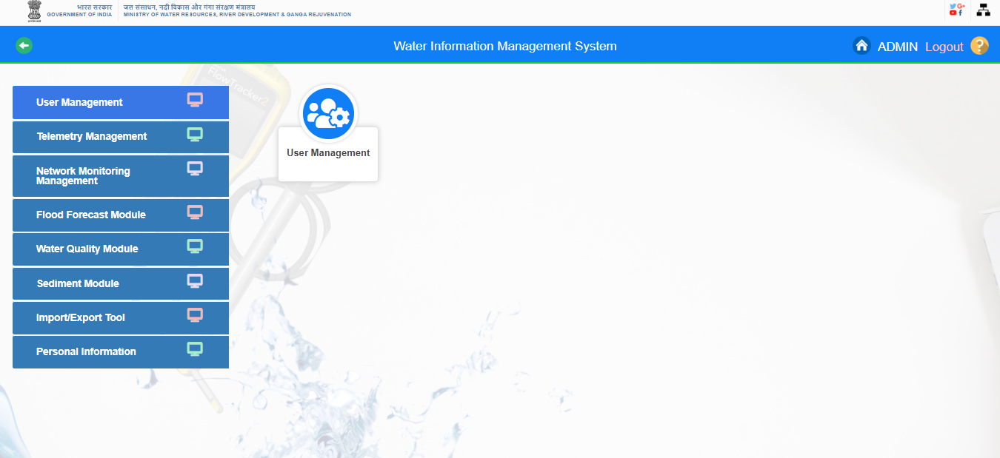 भारत सरकार
GOVERNMENT OF INDIA
जल संसाधन, नदी विकास और गंगा संरक्षण मंत्रालय
MINISTRY OF WATER RESOURCES, RIVER DEVELOPMENT & GANGA REJUVENATION
Water Information Management System
ADMIN Logout ?
FlowTracker2
User Management
Telemetry Management
Network Monitoring
Management
Flood Forecast Module
Water Quality Module
Sediment Module
Import/Export Tool
Personal Information
User Management